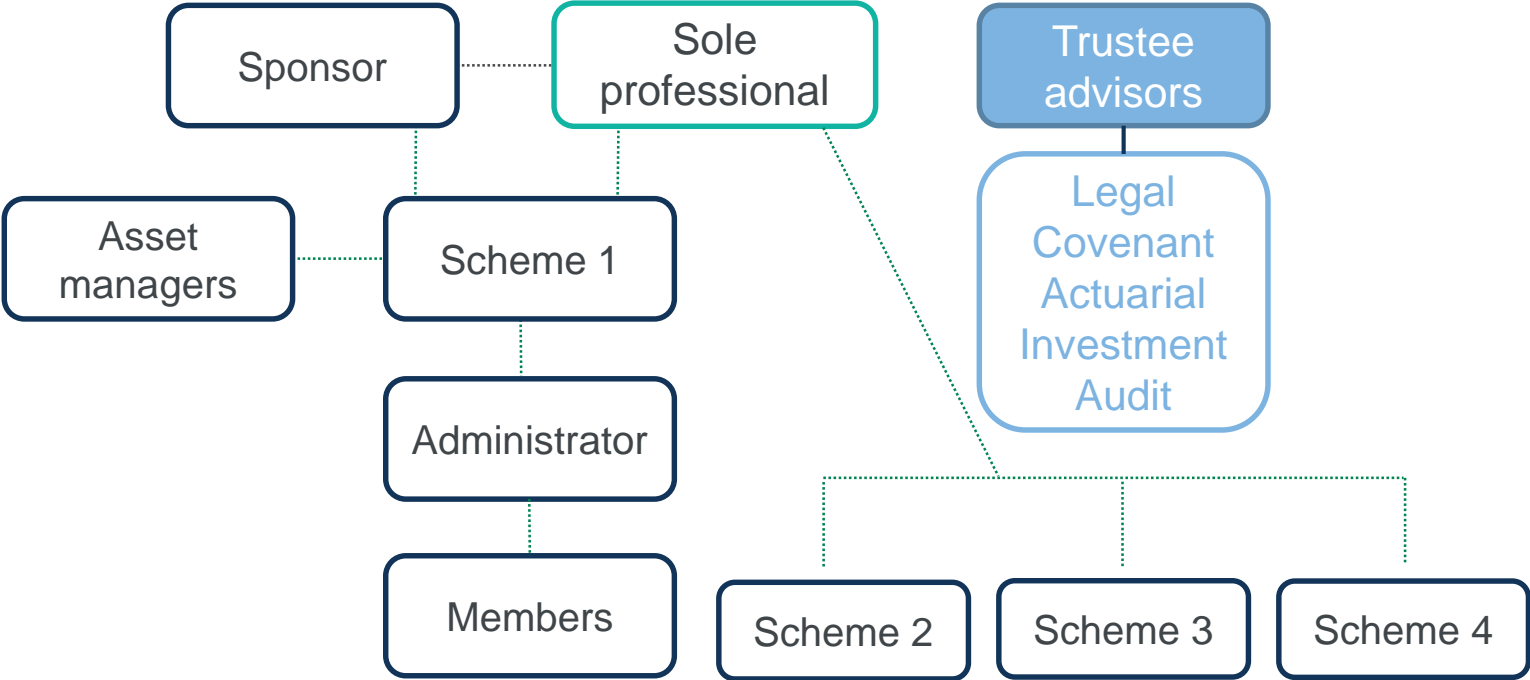 Sponsor
Sole
professional
Trustee
advisors
Legal
Covenant
Actuarial
Investment
Audit
Asset
managers
Scheme 1
Administrator
Members
Scheme 2
Scheme 3
Scheme 4